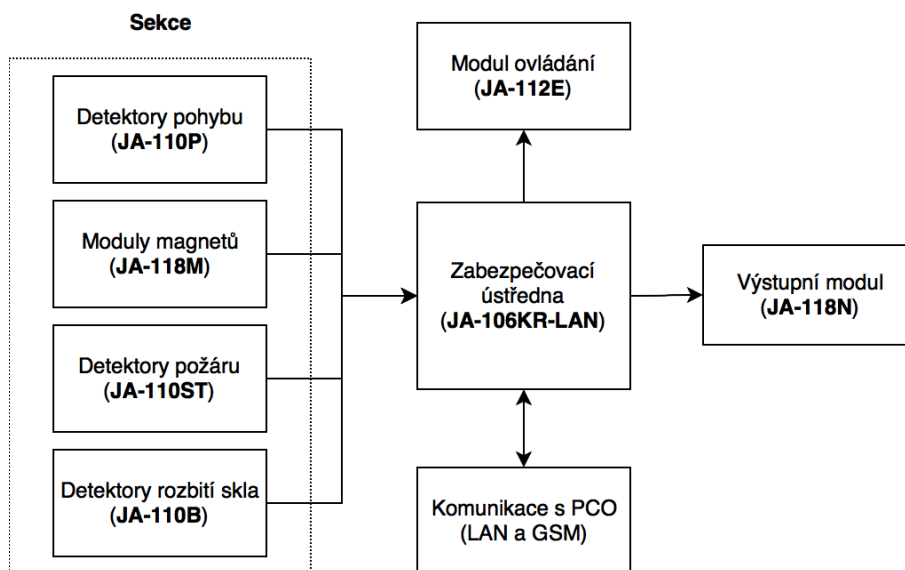 Sekce
Detektory pohybu
(JA-110P)
Moduly magnetů
(JA-118M)
Detektory požáru
(JA-110ST)
Detektory rozbití skla
(JA-110B)
Modul ovládání
(JA-112E)
Zabezpečovací
ústředna
(JA-106KR-LAN)
Komunikace s PCO
(LAN a GSM)
Výstupní modul
(JA-118N)